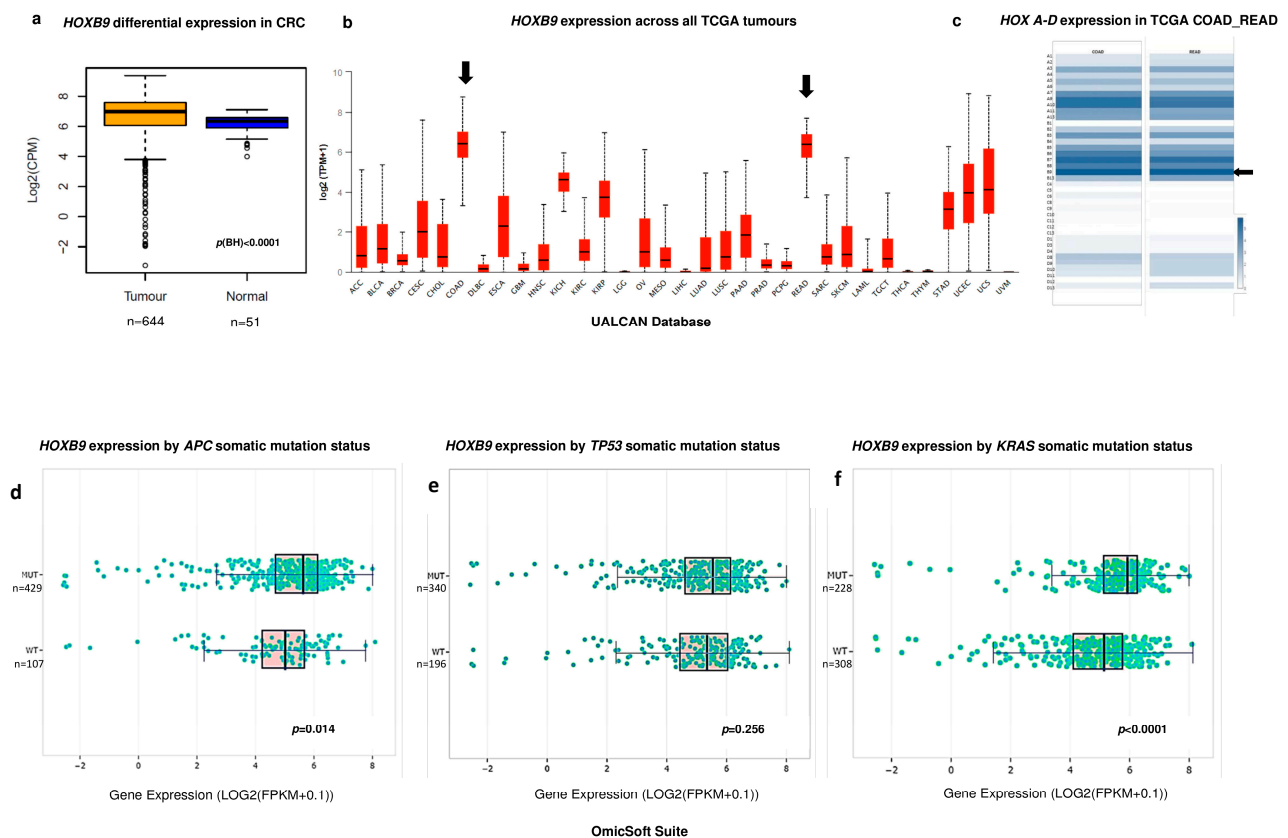 a
HOXB9 differential expression in CRC
Log2(CPM)
8
6
4
2
0
−2
p(BH)<0.0001
Tumour
Normal
n=644
n=51
b
HOXB9 expression across all TCGA tumours
log2 (TPM+1)
10
8
6
4
2
0
ACC BLCA BRCA CESC CHOL COAD DLBC ESCA GBM HNSC KICH KIRC KIRP LGG OV MESO LIHC LUAD LUSC PAAD PRAD PCPG READ SARC SKCM LAML TGCT THCA THYM STAD UCEC UCS UVM
UALCAN Database
c
HOX A-D expression in TCGA COAD_READ
COAD
READ
HOXB9 expression by APC somatic mutation status
d
MUT
n=429
WT
n=107
p=0.014
−2 0 2 4 6 8
Gene Expression (LOG2(FPKM+0.1))
HOXB9 expression by TP53 somatic mutation status
e
MUT
n=340
WT
n=196
p=0.256
−2 0 2 4 6 8
Gene Expression (LOG2(FPKM+0.1))
HOXB9 expression by KRAS somatic mutation status
f
MUT
n=228
WT
n=308
p<0.0001
−2 0 2 4 6 8
Gene Expression (LOG2(FPKM+0.1))
OmicSoft Suite